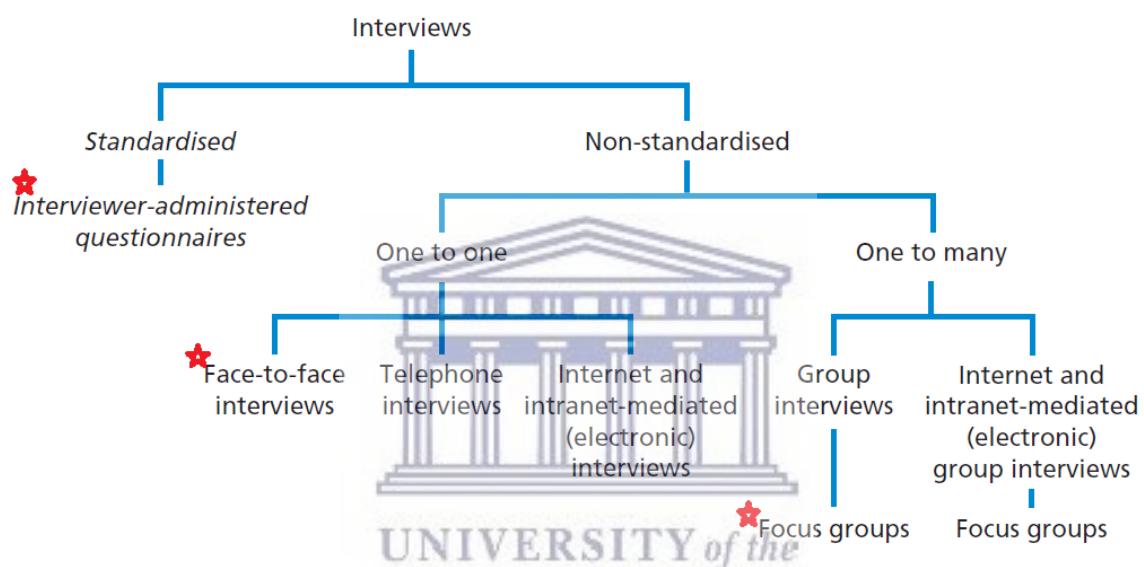 Interviews
Standardised
Non-standardised
Interviewer-administered
questionnaires
One to one
One to many
Face-to-face
interviews
Telephone
interviews
Internet and
intranet-mediated
(electronic)
interviews
Group
interviews
Internet and
intranet-mediated
(electronic)
group interviews
Focus groups
Focus groups
UNIVERSITY of the